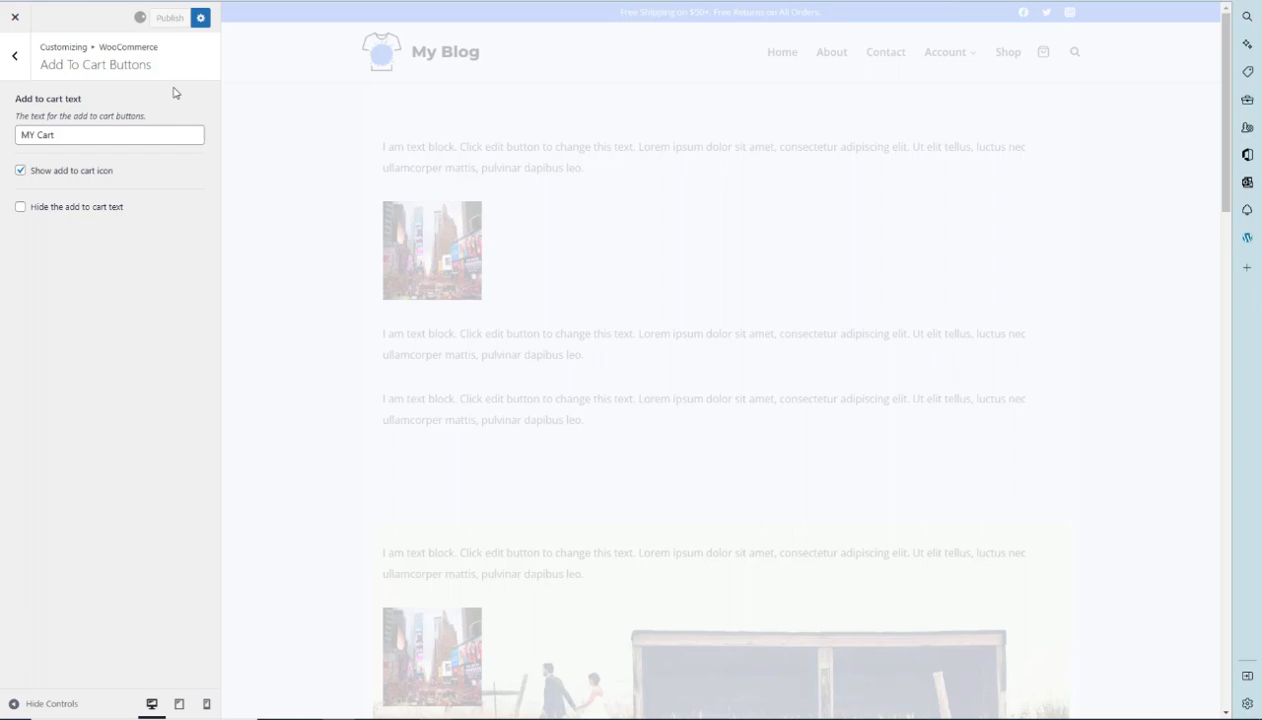 Publish
Customizing ▸ WooCommerce
Add To Cart Buttons
Add to cart text
The text for the add to cart buttons.
MY Cart
Show add to cart icon
Hide the add to cart text
Hide Controls
Free Shipping on $50+. Free Returns on All Orders.
My Blog
Home About Contact Account Shop
I am text block. Click edit button to change this text. Lorem ipsum dolor sit amet, consectetur adipiscing elit. Ut elit tellus, luctus nec
ullamcorper mattis, pulvinar dapibus leo.
I am text block. Click edit button to change this text. Lorem ipsum dolor sit amet, consectetur adipiscing elit. Ut elit tellus, luctus nec
ullamcorper mattis, pulvinar dapibus leo.
I am text block. Click edit button to change this text. Lorem ipsum dolor sit amet, consectetur adipiscing elit. Ut elit tellus, luctus nec
ullamcorper mattis, pulvinar dapibus leo.
I am text block. Click edit button to change this text. Lorem ipsum dolor sit amet, consectetur adipiscing elit. Ut elit tellus, luctus nec
ullamcorper mattis, pulvinar dapibus leo.